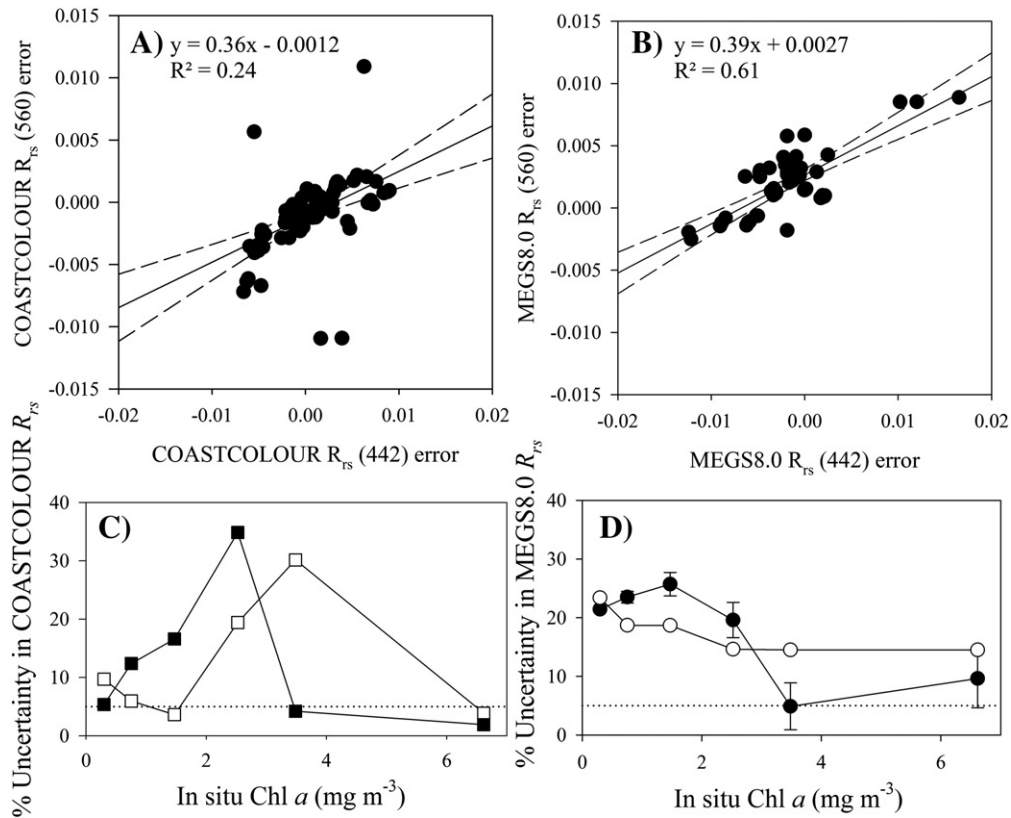 A) y = 0.36x - 0.0012
R² = 0.24
0.015
0.010
0.005
0.000
-0.005
-0.010
-0.015
COASTCOLOUR Rrs (560) error
-0.02 -0.01 0.00 0.01 0.02
COASTCOLOUR Rrs (442) error
B) y = 0.39x + 0.0027
R² = 0.61
0.015
0.010
0.005
0.000
-0.005
-0.010
-0.015
MEGS8.0 Rrs (560) error
-0.02 -0.01 0.00 0.01 0.02
MEGS8.0 Rrs (442) error
C)
40
30
20
10
0
% Uncertainty in COASTCOLOUR Rrs
0 2 4 6
In situ Chl a (mg m-3)
D)
40
30
20
10
0
% Uncertainty in MEGS8.0 Rrs
0 2 4 6
In situ Chl a (mg m-3)